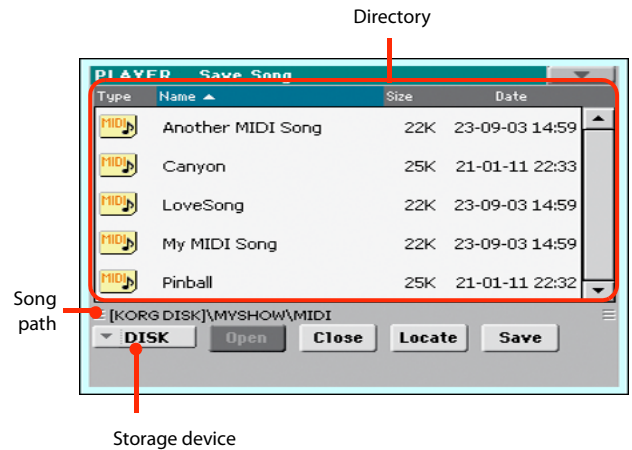 Directory
PLAYER Save Song
Type Name Size Date
MIDI Another MIDI Song 22K 23-09-03 14:59
MIDI Canyon 25K 21-01-11 22:33
MIDI LoveSong 22K 23-09-03 14:59
MIDI My MIDI Song 22K 23-09-03 14:59
MIDI Pinball 25K 21-01-11 22:32
Song
path
[KORG DISK]\MYSHOW\MIDI
DISK Open Close Locate Save
Storage device